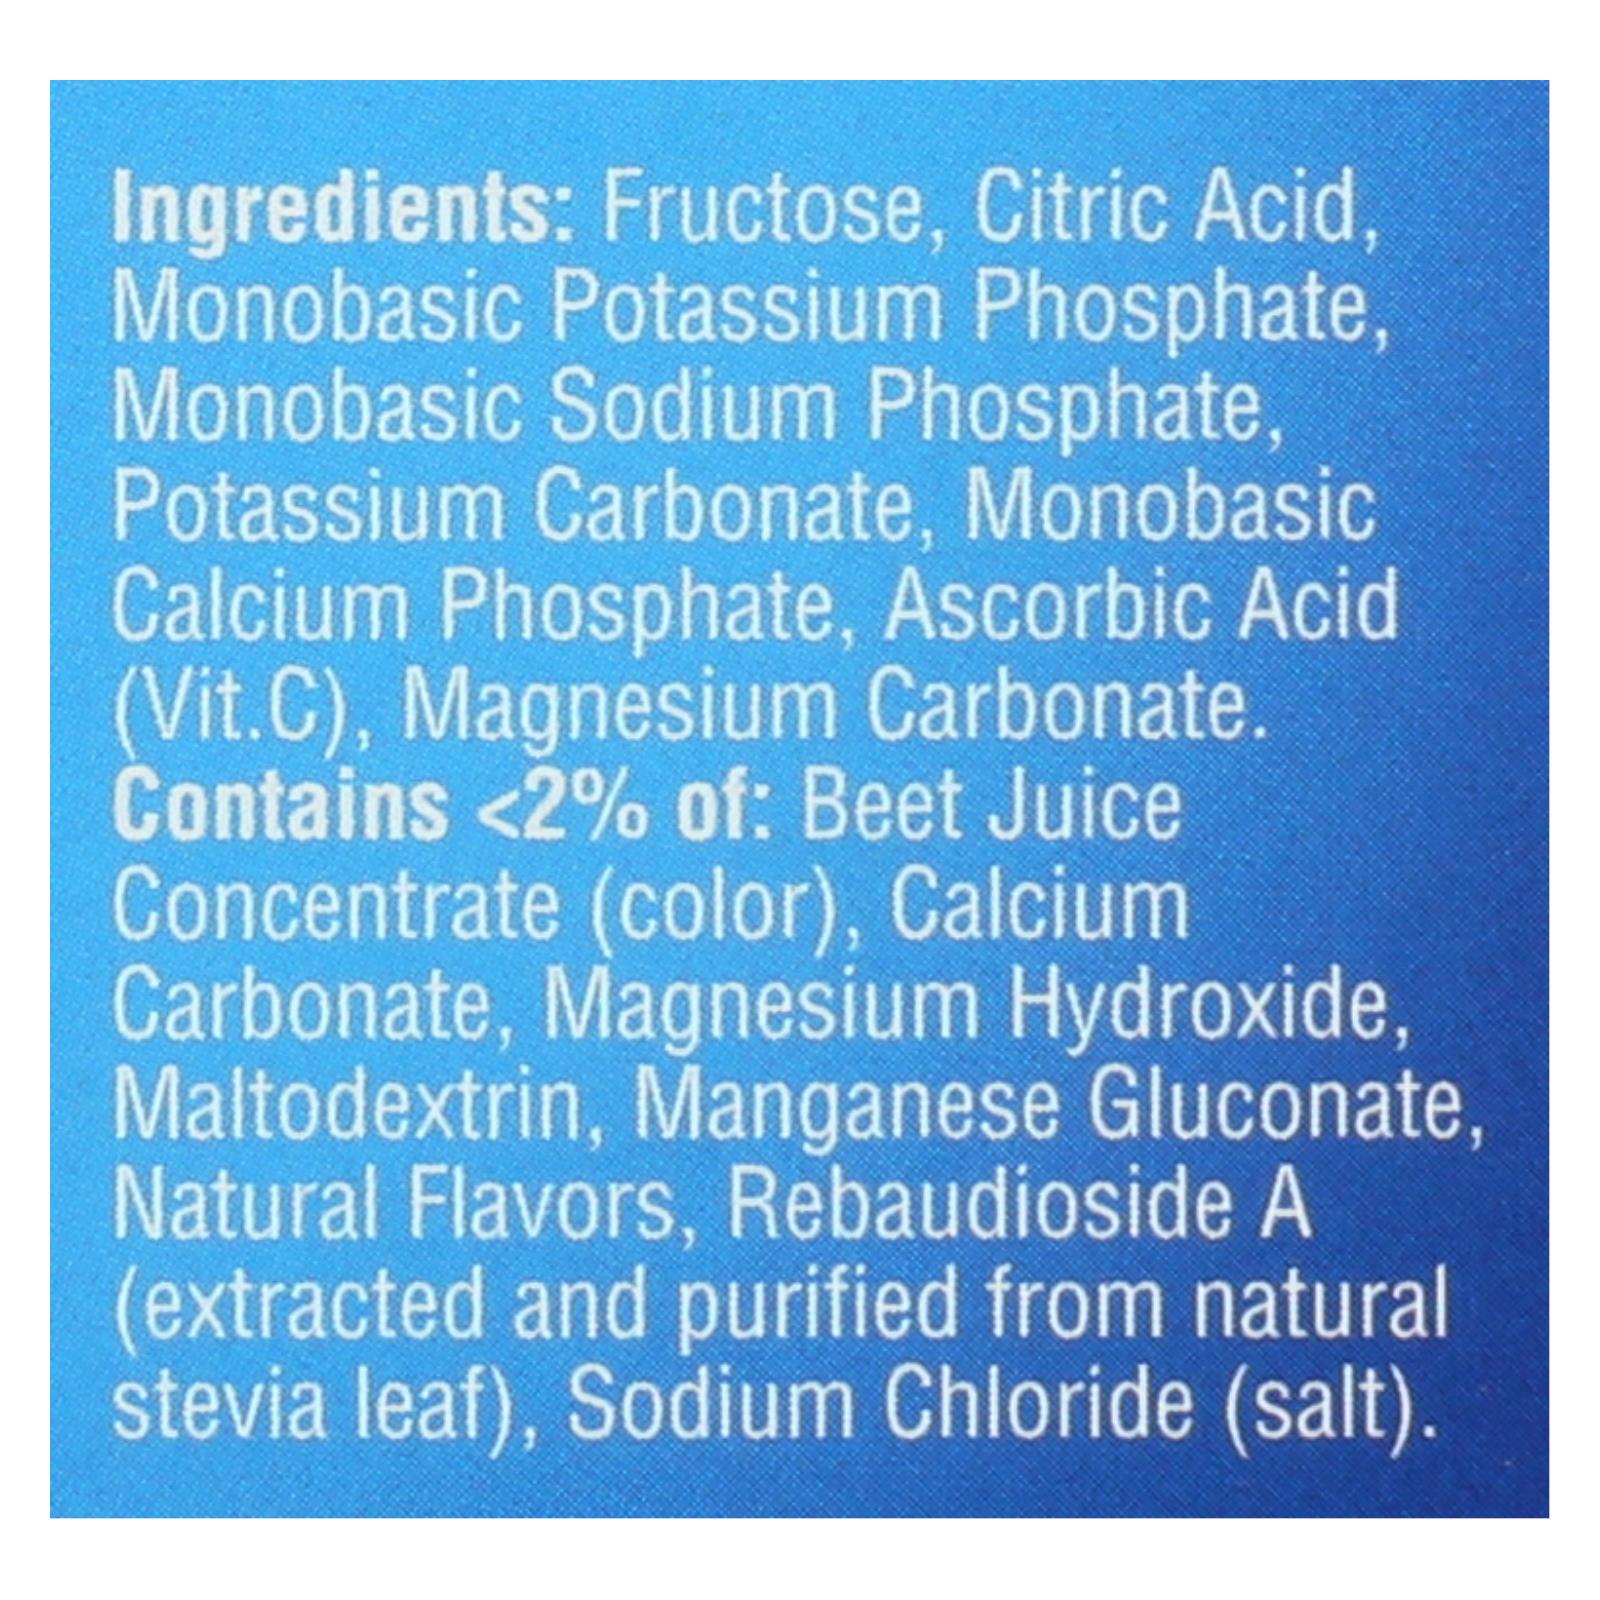 Ingredients: Fructose, Citric Acid,
Monobasic Potassium Phosphate,
Monobasic Sodium Phosphate,
Potassium Carbonate, Monobasic
Calcium Phosphate, Ascorbic Acid
(Vit.C), Magnesium Carbonate.
Contains <2% of: Beet Juice
Concentrate (color), Calcium
Carbonate, Magnesium Hydroxide,
Maltodextrin, Manganese Gluconate,
Natural Flavors, Rebaudioside A
(extracted and purified from natural
stevia leaf), Sodium Chloride (salt).